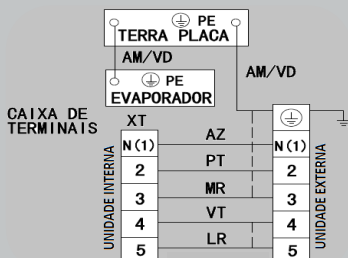 PE
TERRA PLACA
AM/VD
AM/VD
PE
EVAPORADOR
CAIXA DE
TERMINAIS
XT
UNIDADE INTERNA
N(1)
2
3
4
5
AZ
PT
MR
VT
LR
N(1)
2
3
4
5
UNIDADE EXTERNA